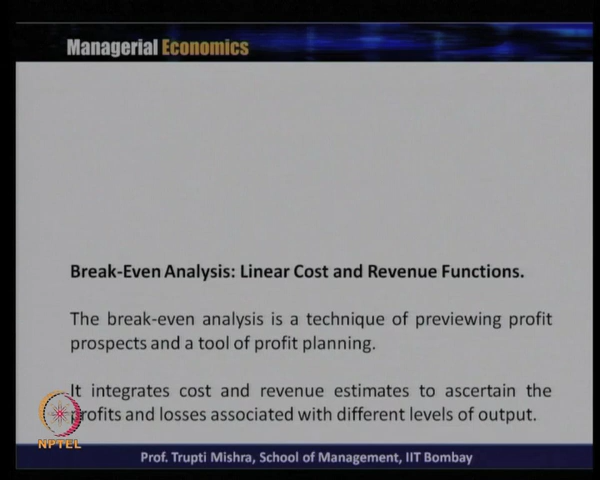 Managerial Economics
Break-Even Analysis: Linear Cost and Revenue Functions.
The break-even analysis is a technique of previewing profit
prospects and a tool of profit planning.
It integrates cost and revenue estimates to ascertain the
profits and losses associated with different levels of output.
NPTEL
Prof. Trupti Mishra, School of Management, IIT Bombay